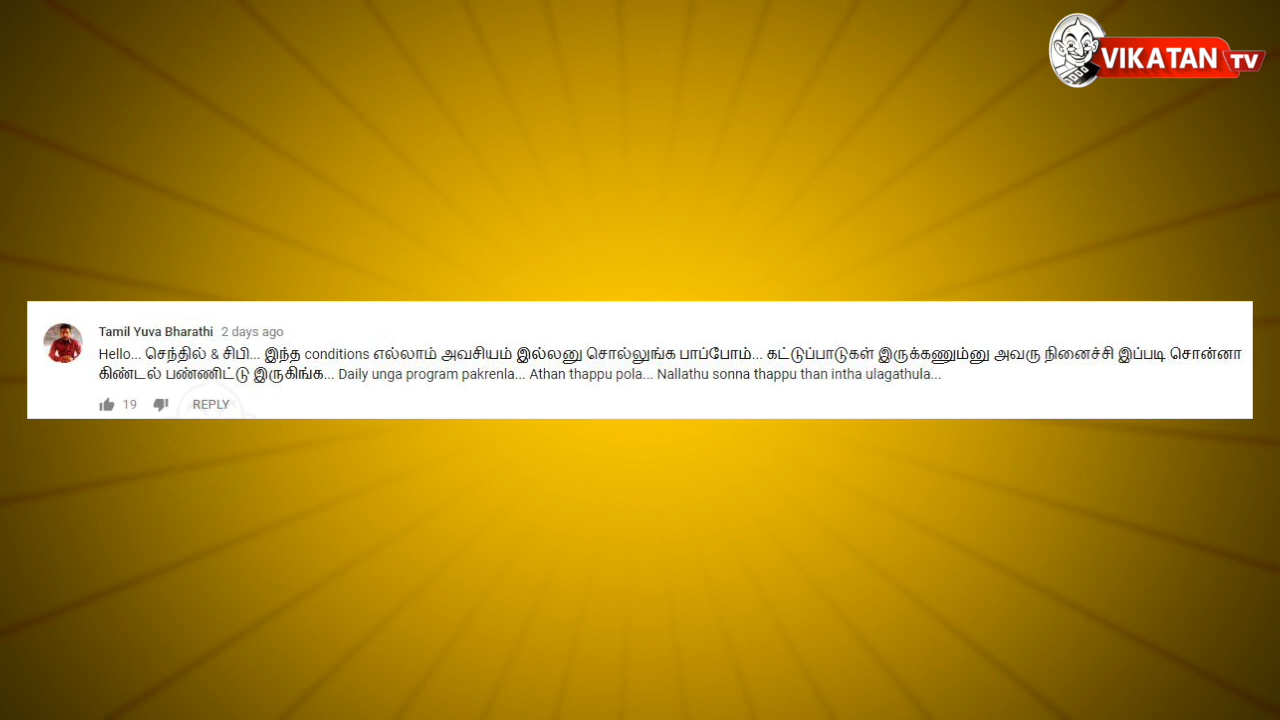 VIKATAN TV
Tamil Yuva Bharathi 2 days ago
Hello... செந்தில் & சிபி... இந்த conditions எல்லாம் அவசியம் இல்லனு சொல்லுங்க பாப்போம்... கட்டுப்பாடுகள் இருக்கணும்னு அவரு நினைச்சி இப்படி சொன்னா
கிண்டல் பண்ணிட்டு இருகிங்க... Daily unga program pakrenla... Athan thappu pola... Nallathu sonna thappu than intha ulagathula...
19 REPLY